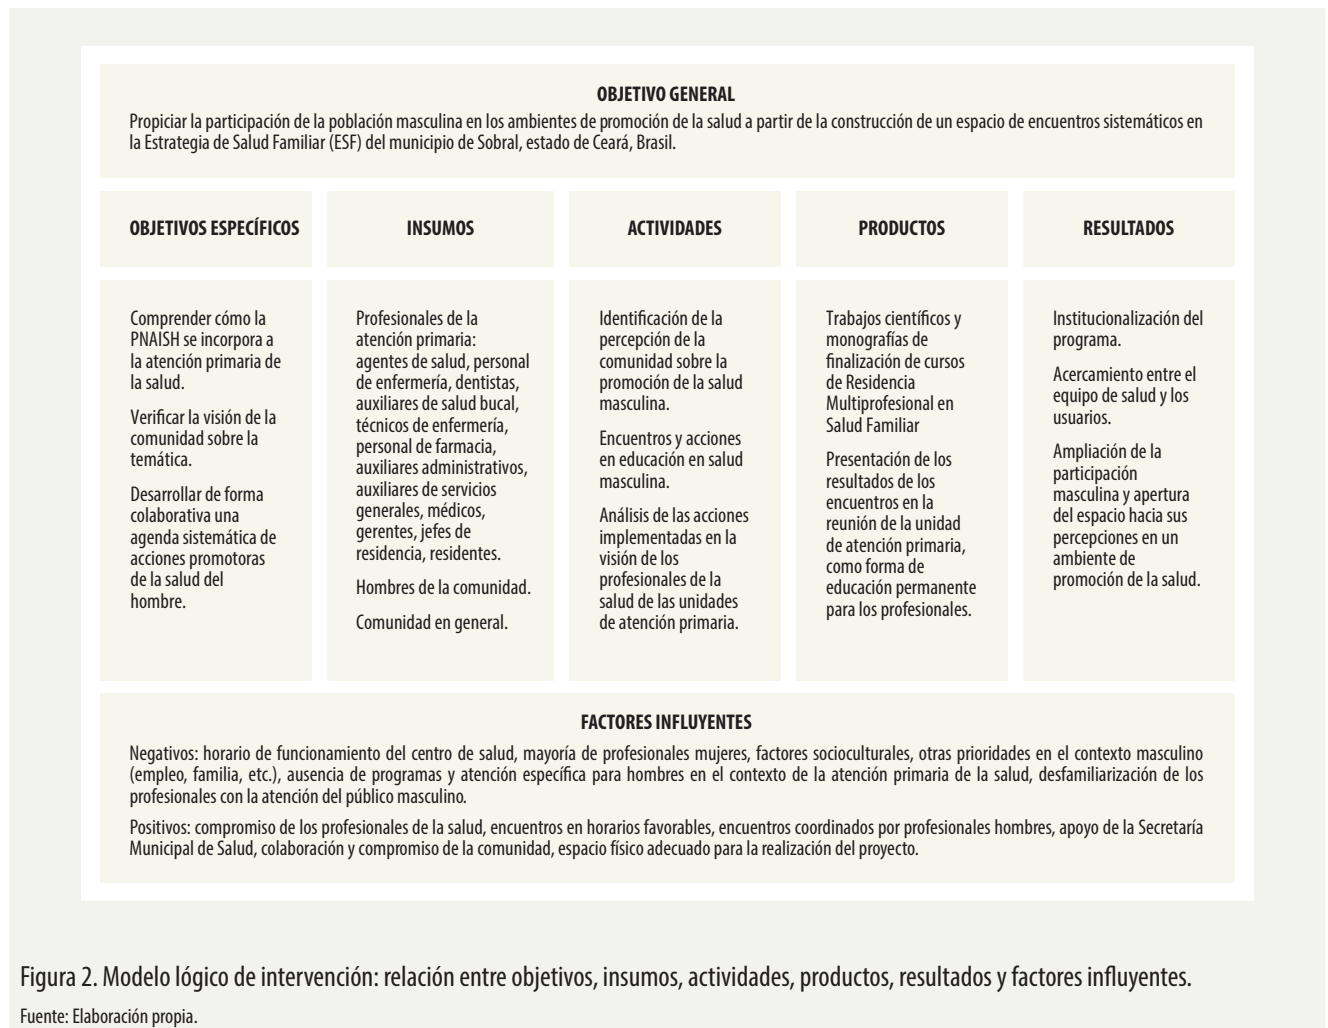 OBJETIVO GENERAL
Propiciar la participación de la población masculina en los ambientes de promoción de la salud a partir de la construcción de un espacio de encuentros sistemáticos en
la Estrategia de Salud Familiar (ESF) del municipio de Sobral, estado de Ceará, Brasil.
OBJETIVOS ESPECÍFICOS
INSUMOS
ACTIVIDADES
PRODUCTOS
RESULTADOS
Comprender cómo la
PNAISH se incorpora a
la atención primaria de
la salud.
Verificar la visión de la
comunidad sobre la
temática.
Desarrollar de forma
colaborativa una
agenda sistemática de
acciones promotoras
de la salud del
hombre.
Profesionales de la
atención primaria:
agentes de salud, personal
de enfermería, dentistas,
auxiliares de salud bucal,
técnicos de enfermería,
personal de farmacia,
auxiliares administrativos,
auxiliares de servicios
generales, médicos,
gerentes, jefes de
residencia, residentes.
Hombres de la comunidad.
Comunidad en general.
Identificación de la
percepción de la
comunidad sobre la
promoción de la salud
masculina.
Encuentros y acciones
en educación en salud
masculina.
Análisis de las acciones
implementadas en la
visión de los
profesionales de la
salud de las unidades
de atención primaria.
Trabajos científicos y
monografías de
finalización de cursos
de Residencia
Multiprofesional en
Salud Familiar
Presentación de los
resultados de los
encuentros en la
reunión de la unidad
de atención primaria,
como forma de
educación permanente
para los profesionales.
Institucionalización del
programa.
Acercamiento entre el
equipo de salud y los
usuarios.
Ampliación de la
participación
masculina y apertura
del espacio hacia sus
percepciones en un
ambiente de
promoción de la salud.
FACTORES INFLUYENTES
Negativos: horario de funcionamiento del centro de salud, mayoría de profesionales mujeres, factores socioculturales, otras prioridades en el contexto masculino
(empleo, familia, etc.), ausencia de programas y atención específica para hombres en el contexto de la atención primaria de la salud, desfamiliarización de los
profesionales con la atención del público masculino.
Positivos: compromiso de los profesionales de la salud, encuentros en horarios favorables, encuentros coordinados por profesionales hombres, apoyo de la Secretaría
Municipal de Salud, colaboración y compromiso de la comunidad, espacio físico adecuado para la realización del proyecto.
Figura 2. Modelo lógico de intervención: relación entre objetivos, insumos, actividades, productos, resultados y factores influyentes.
Fuente: Elaboración propia.